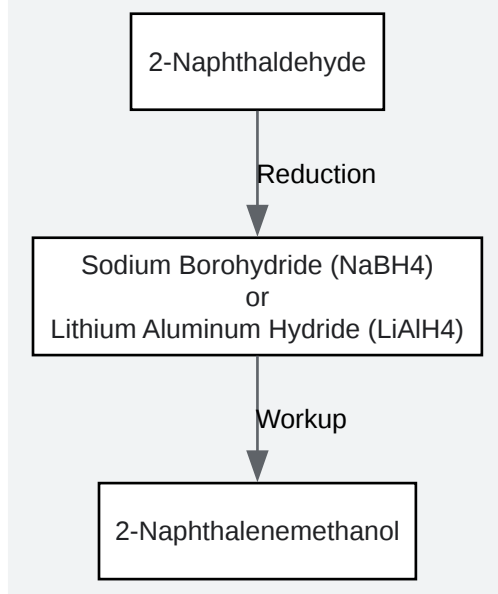 2-Naphthaldehyde
Reduction
Sodium Borohydride (NaBH4)
or
Lithium Aluminum Hydride (LiAlH4)
Workup
2-Naphthalenemethanol